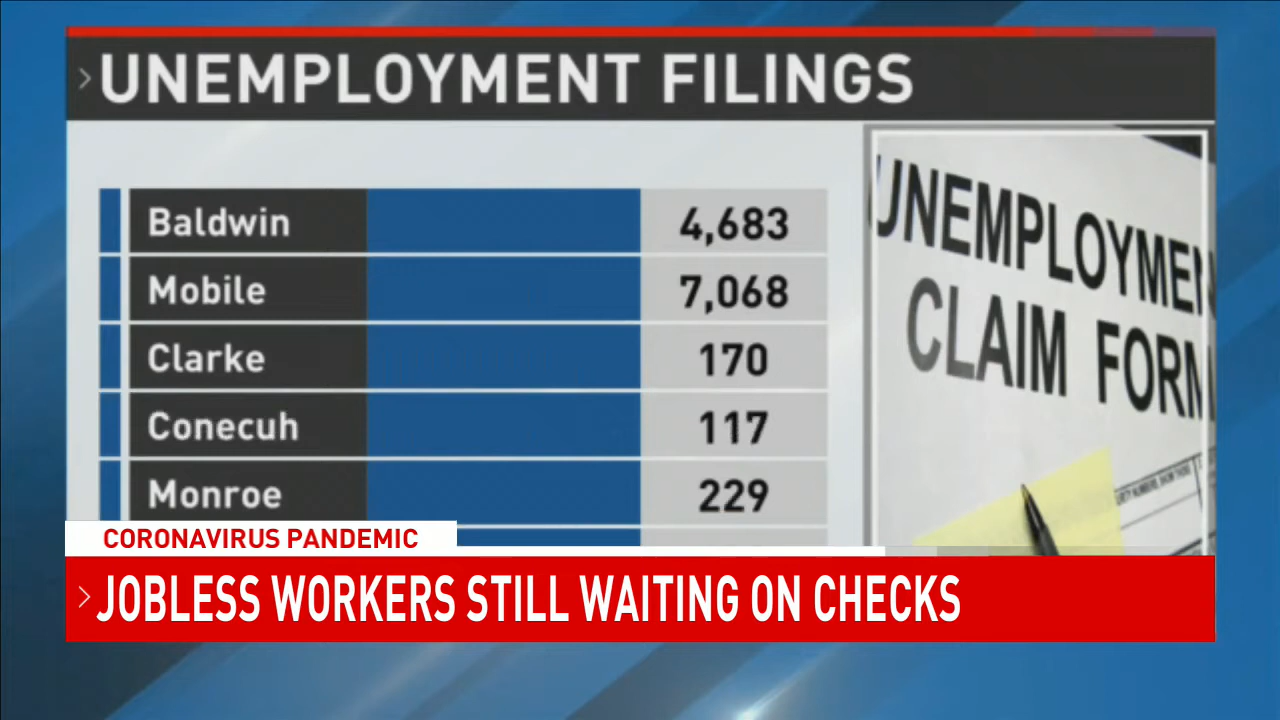 UNEMPLOYMENT FILINGS
Baldwin 4,683
Mobile 7,068
Clarke 170
Conecuh 117
Monroe 229
UNEMPLOYMEN
CLAIM FORM
CORONAVIRUS PANDEMIC
JOBLESS WORKERS STILL WAITING ON CHECKS